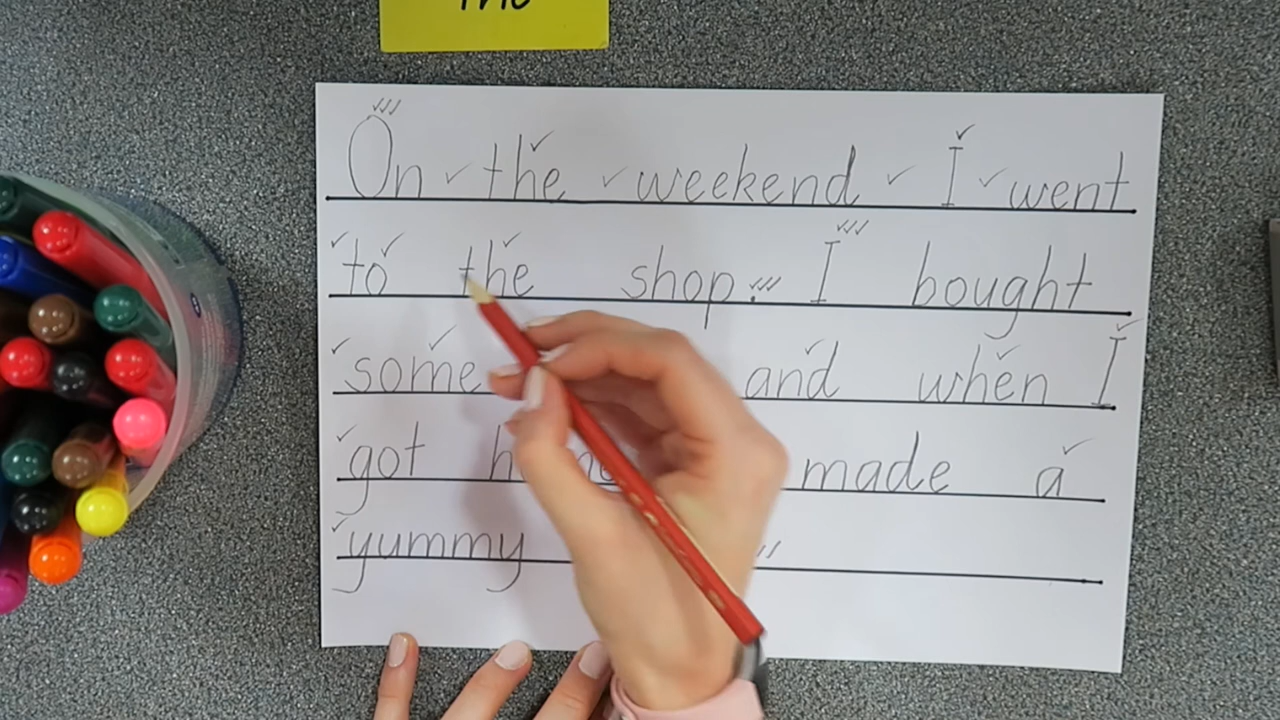 On the weekend I went
to the shop. I bought
some and when I
got made a
yummy